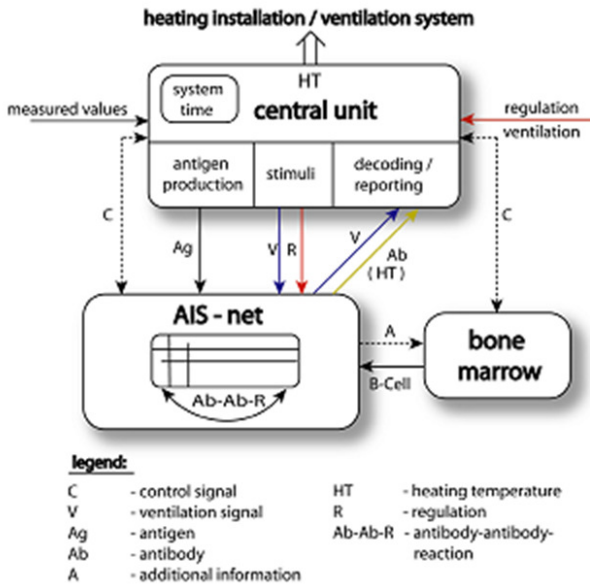 heating installation / ventilation system
HT
system
time
central unit
measured values
regulation
ventilation
antigen
production
stimuli
decoding /
reporting
C
C
Ag
V
R
V
Ab
( HT )
AIS - net
Ab-Ab-R
A
B-Cell
bone
marrow
legend:
C - control signal
V - ventilation signal
Ag - antigen
Ab - antibody
A - additional information
HT - heating temperature
R - regulation
Ab-Ab-R - antibody-antibody-
reaction